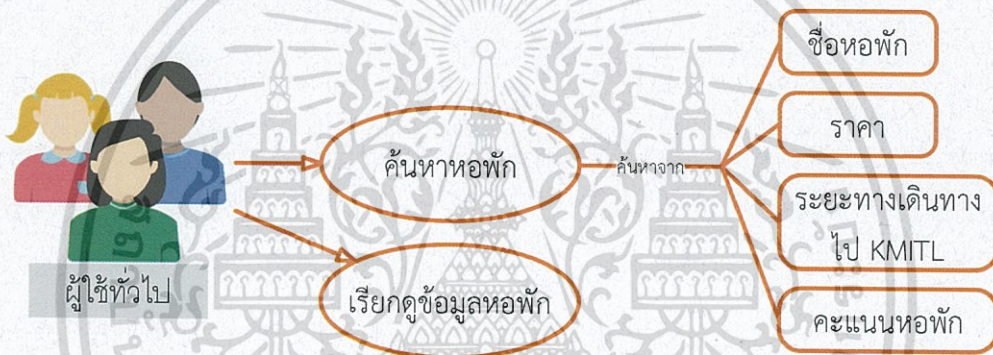 ชื่อหอพัก
ราคา
ค้นหาหอพัก
ค้นหาจาก
ระยะทางเดินทาง
ไป KMITL
ผู้ใช้ทั่วไป
เรียกดูข้อมูลหอพัก
คะแนนหอพัก